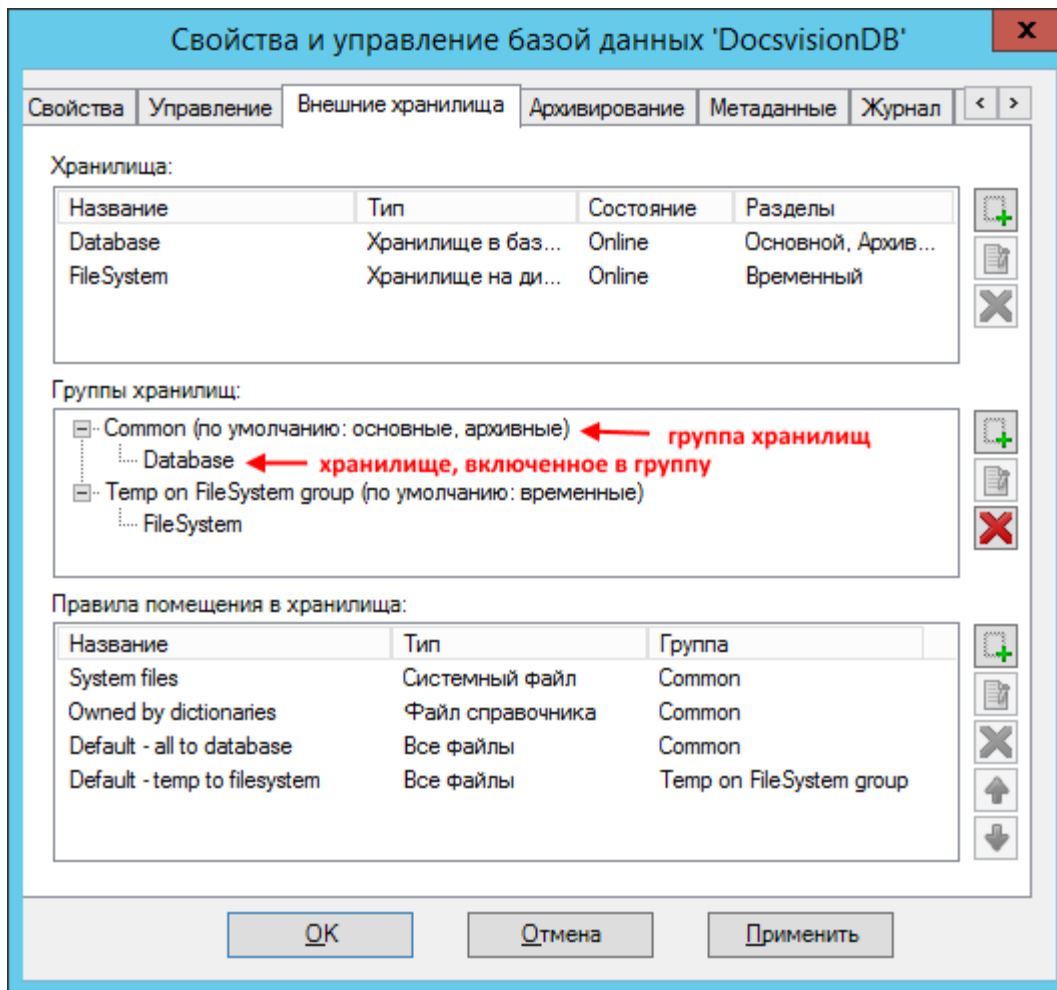 Свойства и управление базой данных 'DocsvisionDB'
x
Свойства Управление Внешние хранилища Архивирование Метаданные Журнал < >
Хранилища:
Название Тип Состояние Разделы
Database Хранилище в баз... Online Основной, Архив...
FileSystem Хранилище на ди... Online Временный
Группы хранилищ:
Common (по умолчанию: основные, архивные) группа хранилищ
Database хранилище, включенное в группу
Temp on FileSystem group (по умолчанию: временные)
FileSystem
Правила помещения в хранилища:
Название Тип Группа
System files Системный файл Common
Owned by dictionaries Файл справочника Common
Default - all to database Все файлы Common
Default - temp to filesystem Все файлы Temp on FileSystem group
OK Отмена Применить